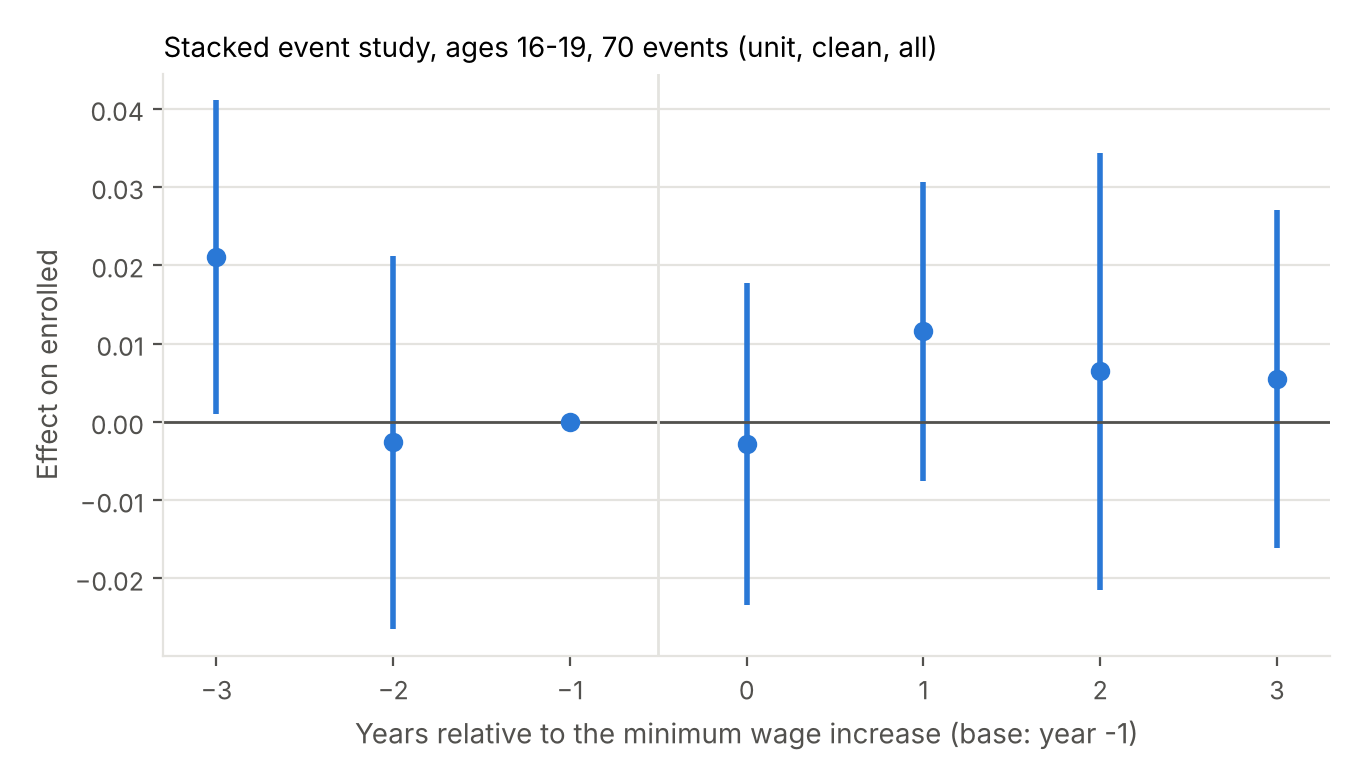 Stacked event study, ages 16-19, 70 events (unit, clean, all)
Effect on enrolled
0.04
0.03
0.02
0.01
0.00
−0.01
−0.02
−3 −2 −1 0 1 2 3
Years relative to the minimum wage increase (base: year -1)